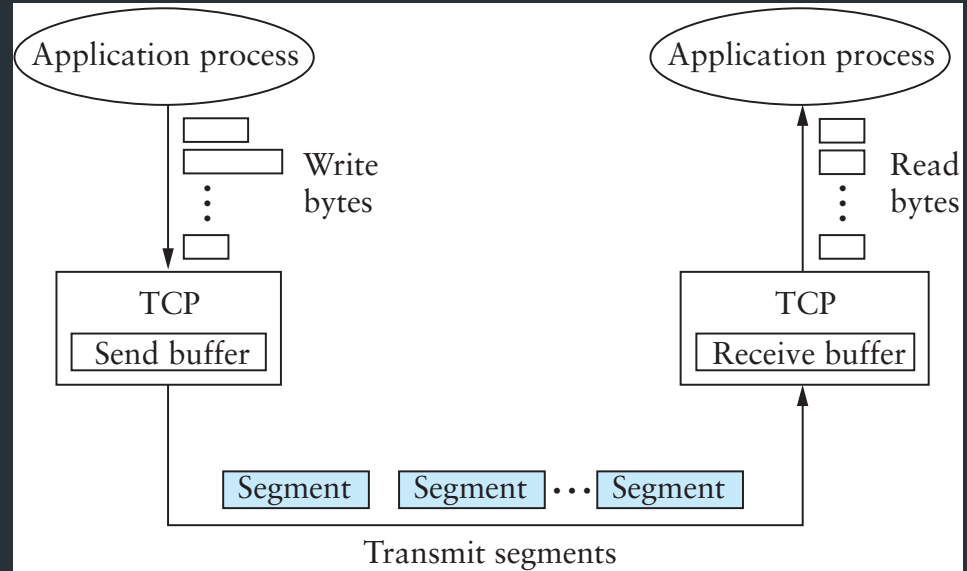 Application process
Application process
Write
bytes
Read
bytes
TCP
Send buffer
TCP
Receive buffer
Segment
Segment
Segment
Transmit segments